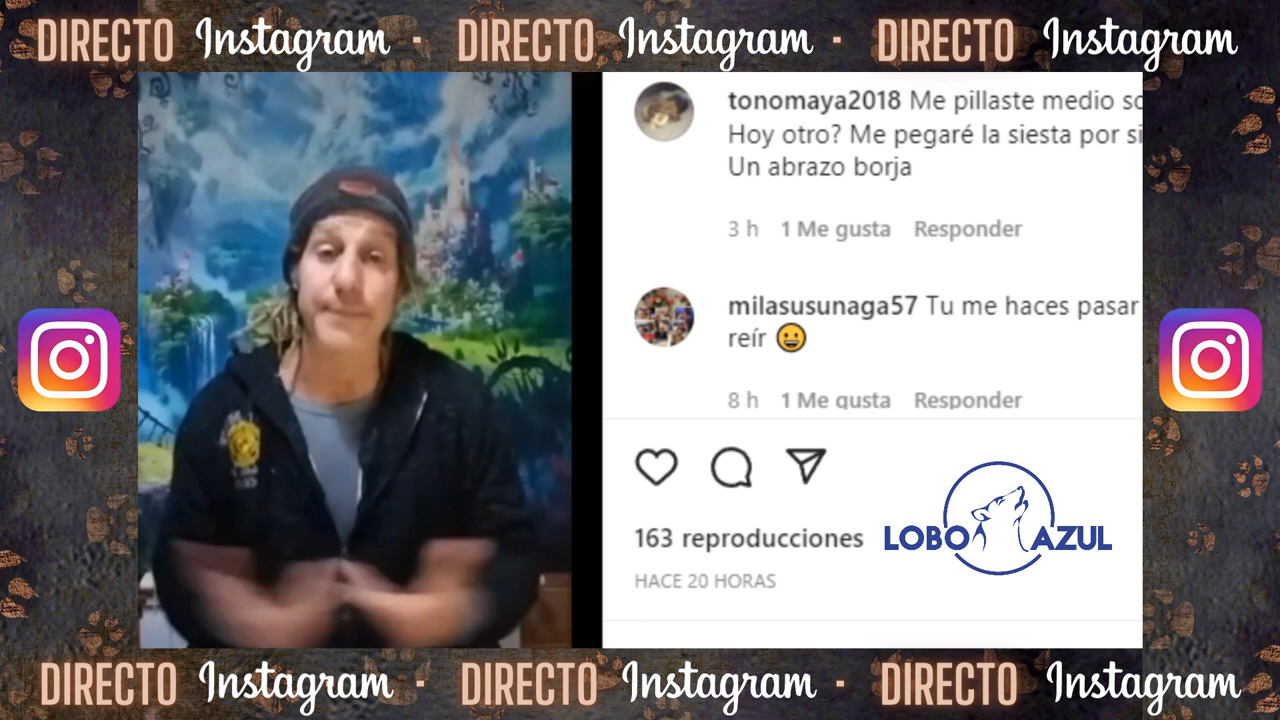 DIRECTO Instagram · DIRECTO Instagram · DIRECTO Instagram
tonomaya2018 Me pillaste medio
Hoy otro? Me pegaré la siesta por si
Un abrazo borja
3 h 1 Me gusta Responder
milasusunaga57 Tu me haces pasar
reír 😀
8 h 1 Me gusta Responder
163 reproducciones
LOBO AZUL
HACE 20 HORAS
DIRECTO Instagram · DIRECTO Instagram · DIRECTO Instagram